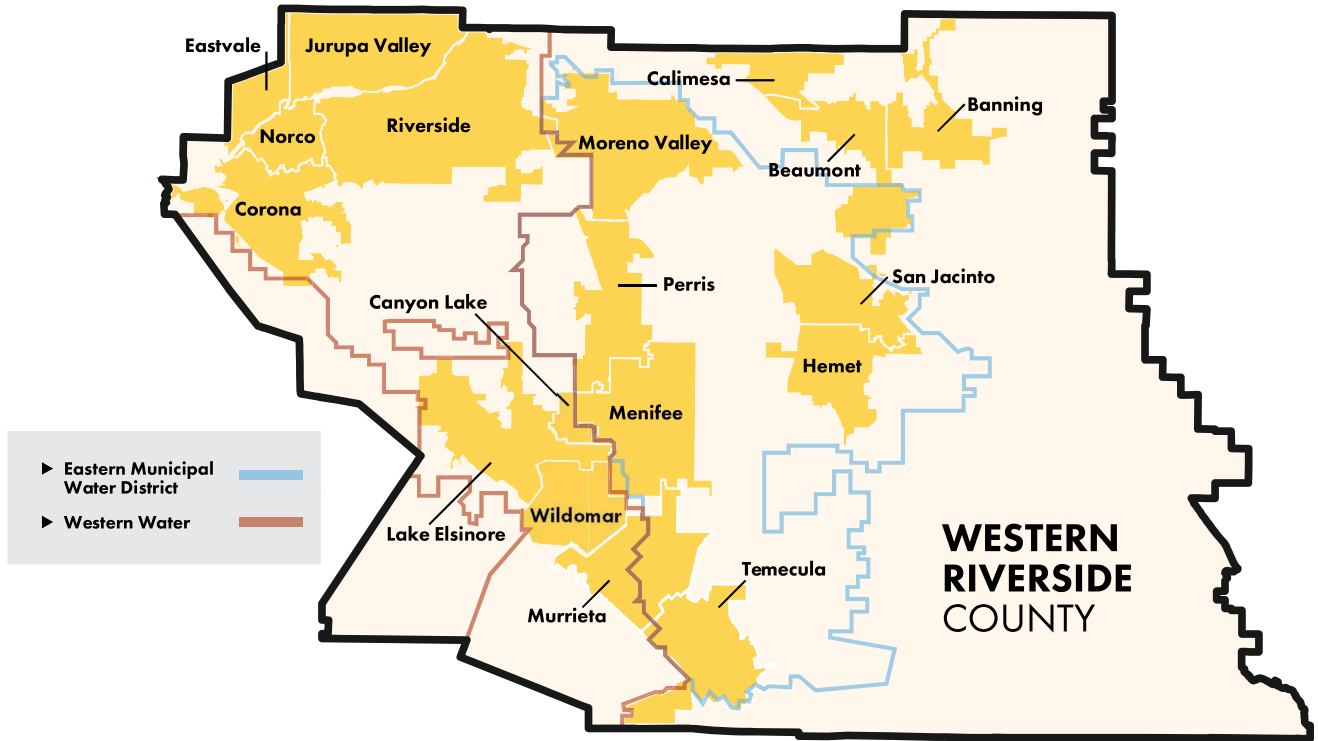 Eastvale
Jurupa Valley
Calimesa
Banning
Norco
Riverside
Moreno Valley
Beaumont
Corona
San Jacinto
Perris
Canyon Lake
Hemet
Menifee
Eastern Municipal
Water District
Western Water
Lake Elsinore
Wildomar
Temecula
Murrieta
WESTERN
RIVERSIDE
COUNTY